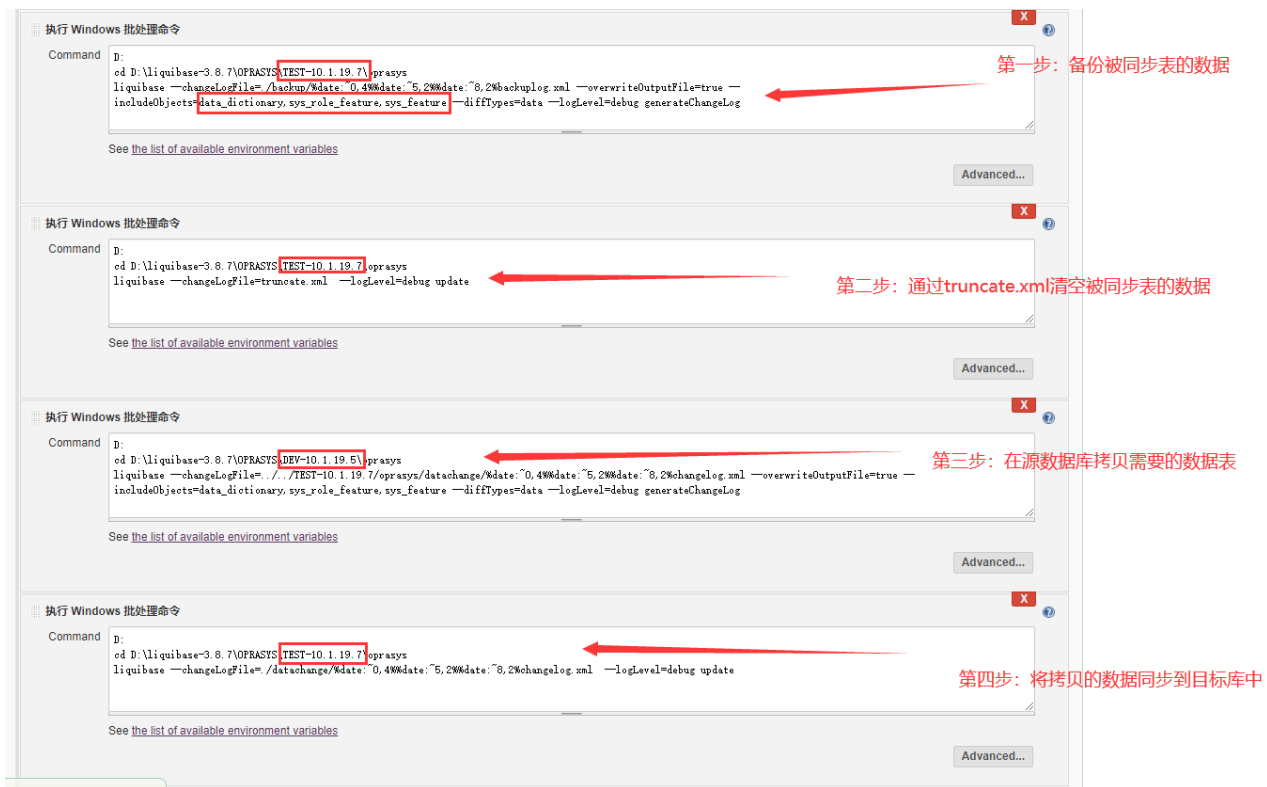 执行 Windows 批处理命令
X
Command
D:
cd D:\liquibase-3.8.7\OPRASYS\TEST-10.1.19.7\oprasys
liquibase --changeLogFile=./backup/%date:~0,4%%date:~5,2%%date:~8,2%backuplog.xml --overwriteOutputFile=true --
includeObjects=data_dictionary,sys_role_feature,sys_feature --diffTypes=data --logLevel=debug generateChangeLog
第一步：备份被同步表的数据
See the list of available environment variables
Advanced...
执行 Windows 批处理命令
X
Command
D:
cd D:\liquibase-3.8.7\OPRASYS\TEST-10.1.19.7\oprasys
liquibase --changeLogFile=truncate.xml --logLevel=debug update
第二步：通过truncate.xml清空被同步表的数据
See the list of available environment variables
Advanced...
执行 Windows 批处理命令
X
Command
D:
cd D:\liquibase-3.8.7\OPRASYS\DEV-10.1.19.5\oprasys
liquibase --changeLogFile=../../TEST-10.1.19.7/oprasys/datachange/%date:~0,4%%date:~5,2%%date:~8,2%changelog.xml --overwriteOutputFile=true --
includeObjects=data_dictionary,sys_role_feature,sys_feature --diffTypes=data --logLevel=debug generateChangeLog
第三步：在源数据库拷贝需要的数据表
See the list of available environment variables
Advanced...
执行 Windows 批处理命令
X
Command
D:
cd D:\liquibase-3.8.7\OPRASYS\TEST-10.1.19.7\oprasys
liquibase --changeLogFile=./datachange/%date:~0,4%%date:~5,2%%date:~8,2%changelog.xml --logLevel=debug update
第四步：将拷贝的数据同步到目标库中
See the list of available environment variables
Advanced...